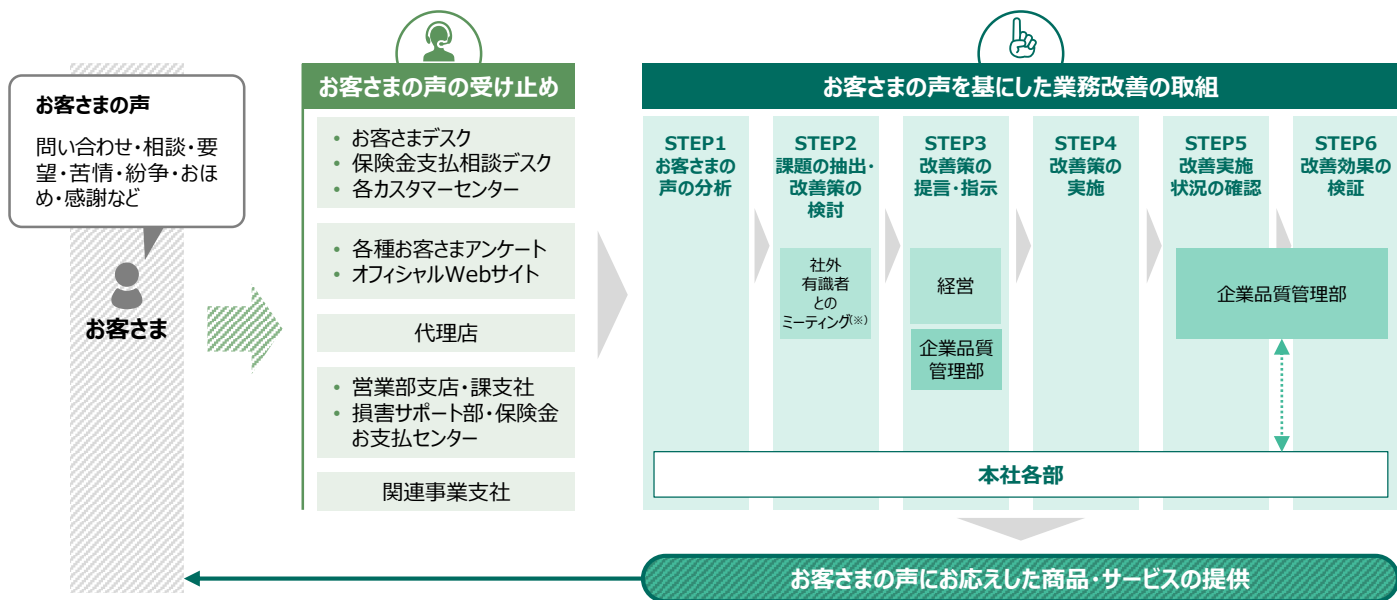 お客さまの声
問い合わせ・相談・要
望・苦情・紛争・おほ
め・感謝など
お客さま
お客さまの声の受け止め
• お客さまデスク
• 保険金支払相談デスク
• 各カスタマーセンター
• 各種お客さまアンケート
• オフィシャルWebサイト
代理店
• 営業部支店・課支社
• 損害サポート部・保険金
お支払センター
関連事業支社
お客さまの声を基にした業務改善の取組
STEP1
お客さまの
声の分析
STEP2
課題の抽出・
改善策の
検討
社外
有識者
との
ミーティング(※)
STEP3
改善策の
提言・指示
経営
企業品質
管理部
STEP4
改善策の
実施
STEP5
改善実施
状況の確認
STEP6
改善効果の
検証
企業品質管理部
本社各部
お客さまの声にお応えした商品・サービスの提供